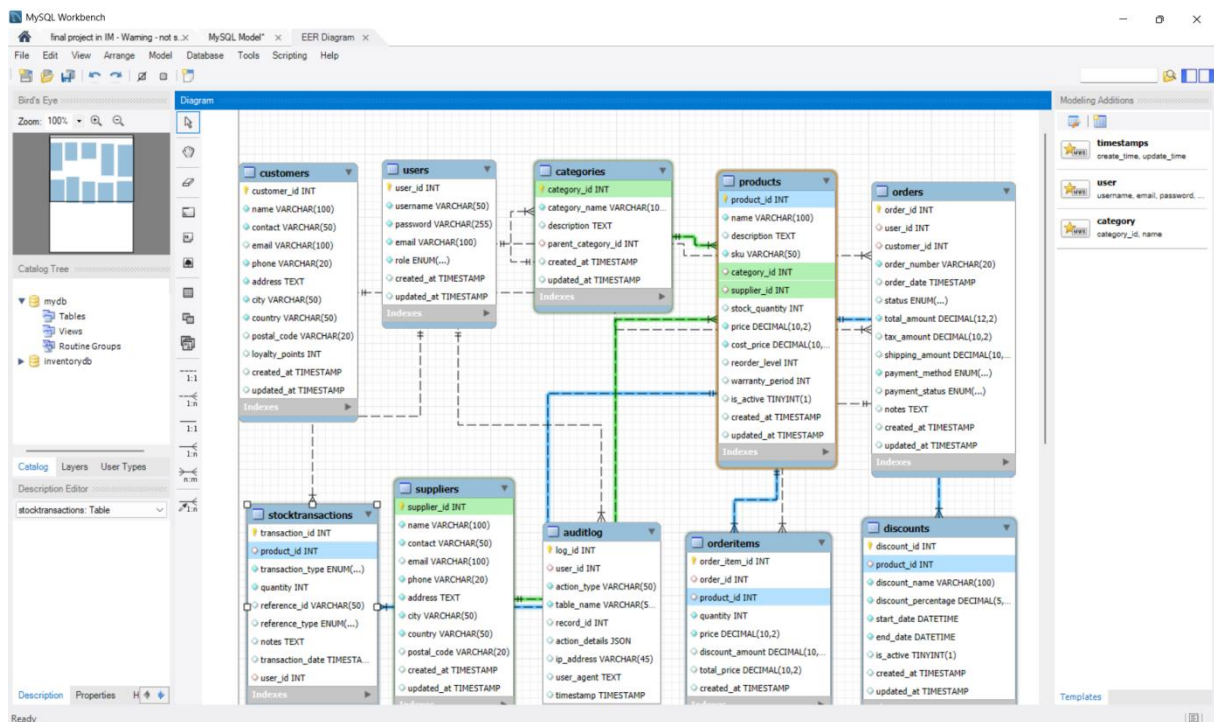 MySQL Workbench
final project in IM - Warning - not s...
MySQL Model*
EER Diagram
File Edit View Arrange Model Database Tools Scripting Help
Bird's Eye
Zoom: 100%
Catalog Tree
mydb
Tables
Views
Routine Groups
inventorydb
Catalog Layers User Types
Description Editor
stocktransactions: Table
Description Properties H
Ready
Diagram
1:1
1:n
1:1
1:n
n:m
1:n
customers
customer_id INT
name VARCHAR(100)
contact VARCHAR(50)
email VARCHAR(100)
phone VARCHAR(20)
address TEXT
city VARCHAR(50)
country VARCHAR(50)
postal_code VARCHAR(20)
loyalty_points INT
created_at TIMESTAMP
updated_at TIMESTAMP
Indexes
users
user_id INT
username VARCHAR(50)
password VARCHAR(255)
email VARCHAR(100)
role ENUM(...)
created_at TIMESTAMP
updated_at TIMESTAMP
Indexes
categories
category_id INT
category_name VARCHAR(10...
description TEXT
parent_category_id INT
created_at TIMESTAMP
updated_at TIMESTAMP
Indexes
products
product_id INT
name VARCHAR(100)
description TEXT
sku VARCHAR(50)
category_id INT
supplier_id INT
stock_quantity INT
price DECIMAL(10,2)
cost_price DECIMAL(10,...
reorder_level INT
warranty_period INT
is_active TINYINT(1)
created_at TIMESTAMP
updated_at TIMESTAMP
Indexes
orders
order_id INT
user_id INT
customer_id INT
order_number VARCHAR(20)
order_date TIMESTAMP
status ENUM(...)
total_amount DECIMAL(12,2)
tax_amount DECIMAL(10,2)
shipping_amount DECIMAL(10,...
payment_method ENUM(...)
payment_status ENUM(...)
notes TEXT
created_at TIMESTAMP
updated_at TIMESTAMP
Indexes
stocktransactions
transaction_id INT
product_id INT
transaction_type ENUM(...)
quantity INT
reference_id VARCHAR(50)
reference_type ENUM(...)
notes TEXT
transaction_date TIMESTA...
user_id INT
Indexes
suppliers
supplier_id INT
name VARCHAR(100)
contact VARCHAR(50)
email VARCHAR(100)
phone VARCHAR(20)
address TEXT
city VARCHAR(50)
country VARCHAR(50)
postal_code VARCHAR(20)
created_at TIMESTAMP
updated_at TIMESTAMP
auditlog
log_id INT
user_id INT
action_type VARCHAR(50)
table_name VARCHAR(5...
record_id INT
action_details JSON
ip_address VARCHAR(45)
user_agent TEXT
timestamp TIMESTAMP
orderitems
order_item_id INT
order_id INT
product_id INT
quantity INT
price DECIMAL(10,2)
discount_amount DECIMAL(10,...
total_price DECIMAL(10,2)
created_at TIMESTAMP
discounts
discount_id INT
product_id INT
discount_name VARCHAR(100)
discount_percentage DECIMAL(5,...
start_date DATETIME
end_date DATETIME
is_active TINYINT(1)
created_at TIMESTAMP
updated_at TIMESTAMP
Modeling Additions
timestamps
create_time, update_time
user
username, email, password, ...
category
category_id, name
Templates